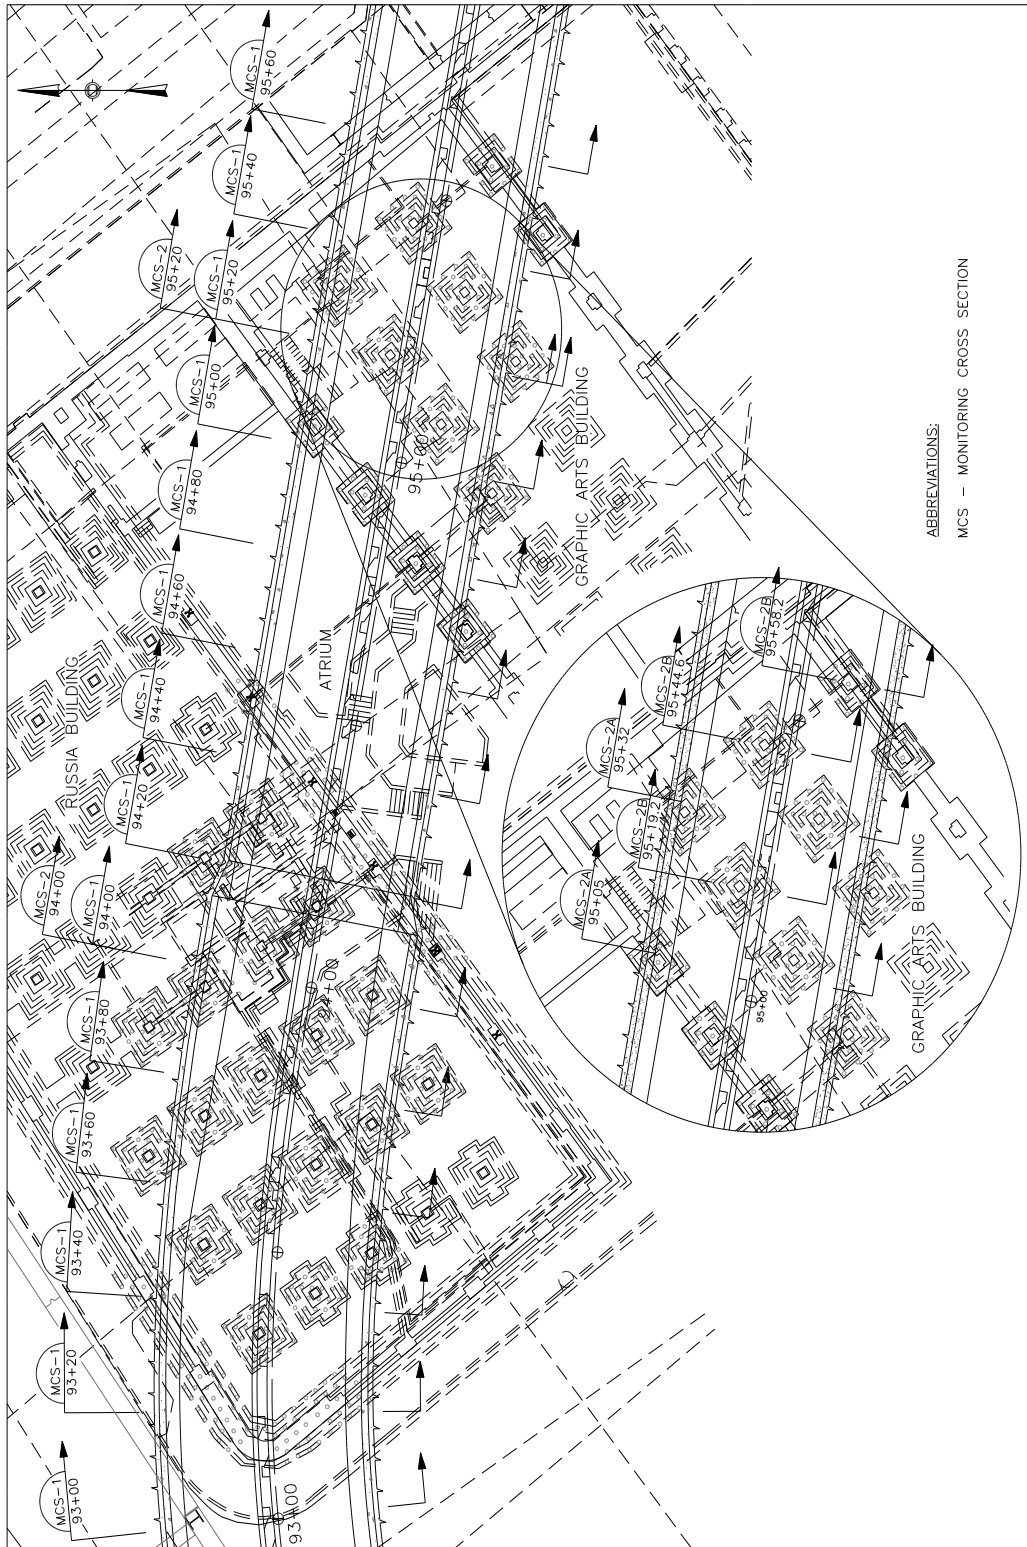 MCS-1
93+00
MCS-1
93+20
MCS-1
93+40
MCS-1
93+60
MCS-1
93+80
MCS-2
94+00
MCS-1
94+00
MCS-1
94+20
MCS-1
94+40
MCS-1
94+60
MCS-1
94+80
MCS-1
95+00
MCS-2
95+20
MCS-1
95+20
MCS-1
95+40
MCS-1
95+60
RUSSIA BUILDING
ATRIUM
93+00
94+00
95+00
GRAPHIC ARTS BUILDING
MCS-2A
95+05
MCS-2B
95+19.2
MCS-2A
95+32
MCS-2B
95+44.6
MCS-2B
95+58.2
95+00
GRAPHIC ARTS BUILDING
ABBREVIATIONS:
MCS – MONITORING CROSS SECTION